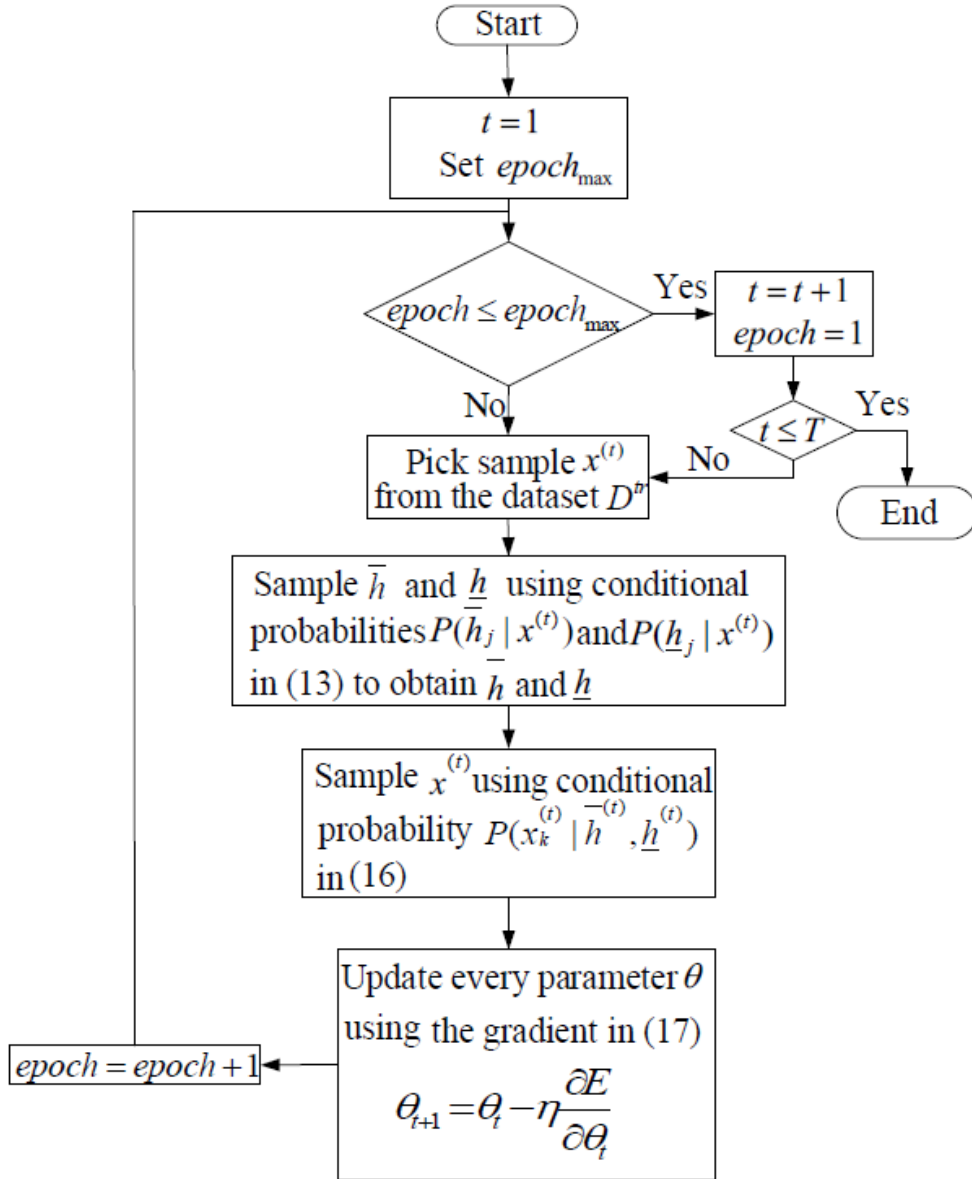 Start
t = 1
Set epoch_max
epoch ≤ epoch_max
Yes
t = t + 1
epoch = 1
No
t ≤ T
Yes
No
End
Pick sample x^(t)
from the dataset D^tr
Sample h̅ and h̲ using conditional
probabilities P(h̅_j | x^(t)) and P(h̲_j | x^(t))
in (13) to obtain h̅ and h̲
Sample x^(t) using conditional
probability P(x_k^(t) | h̅^(t), h̲^(t))
in (16)
Update every parameter θ
using the gradient in (17)
θ_{t+1} = θ_t − η ∂E/∂θ_t
epoch = epoch + 1